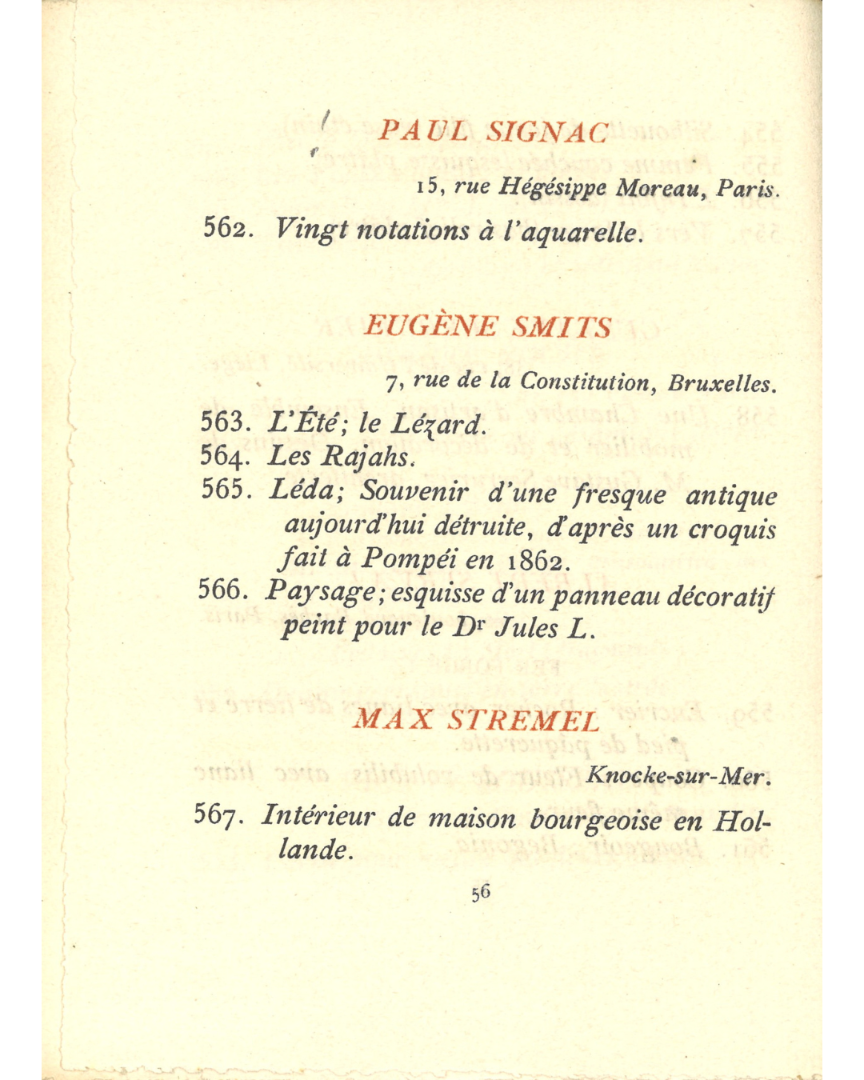 PAUL SIGNAC
15, rue Hégésippe Moreau, Paris.
562. Vingt notations à l'aquarelle.
EUGÈNE SMITS
7, rue de la Constitution, Bruxelles.
563. L'Été; le Lézard.
564. Les Rajahs.
565. Léda; Souvenir d'une fresque antique
aujourd'hui détruite, d'après un croquis
fait à Pompéi en 1862.
566. Paysage; esquisse d'un panneau décoratif
peint pour le Dr Jules L.
MAX STREMEL
Knocke-sur-Mer.
567. Intérieur de maison bourgeoise en Hol-
lande.
56